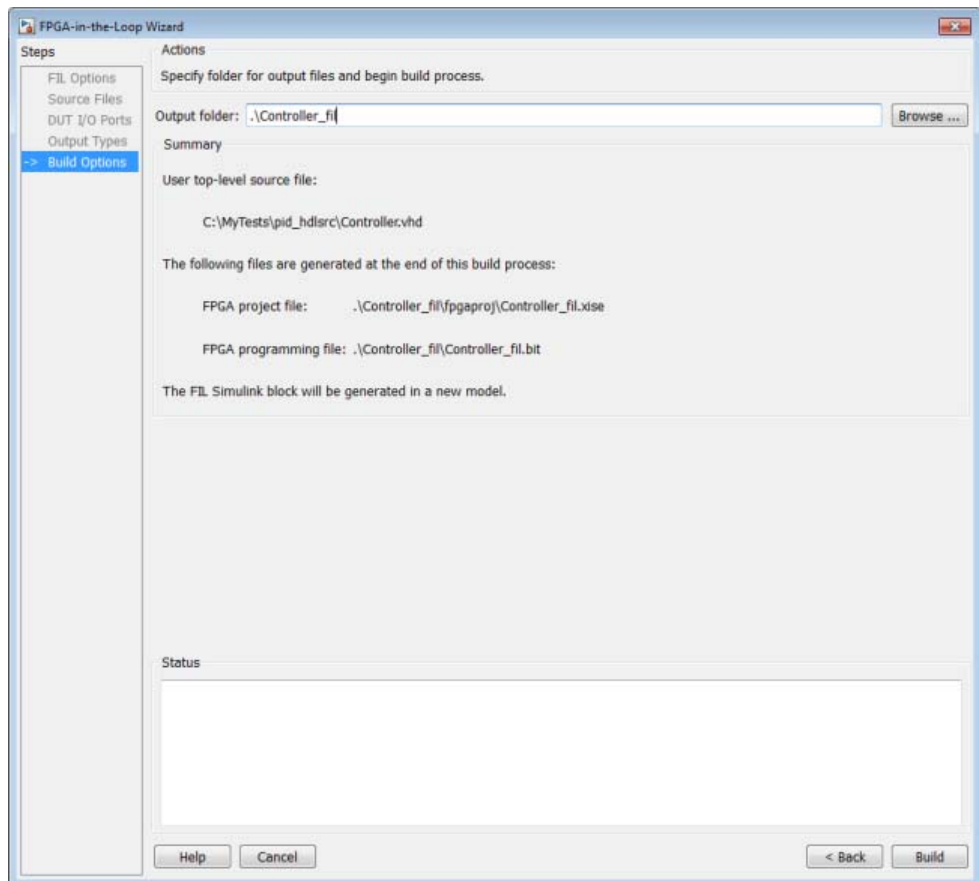 FPGA-in-the-Loop Wizard
Steps
FIL Options
Source Files
DUT I/O Ports
Output Types
-> Build Options
Actions
Specify folder for output files and begin build process.
Output folder: .\Controller_fil
Browse ...
Summary
User top-level source file:
C:\MyTests\pid_hdlsrc\Controller.vhd
The following files are generated at the end of this build process:
FPGA project file: .\Controller_fil\fpgaproj\Controller_fil.xise
FPGA programming file: .\Controller_fil\Controller_fil.bit
The FIL Simulink block will be generated in a new model.
Status
Help Cancel < Back Build